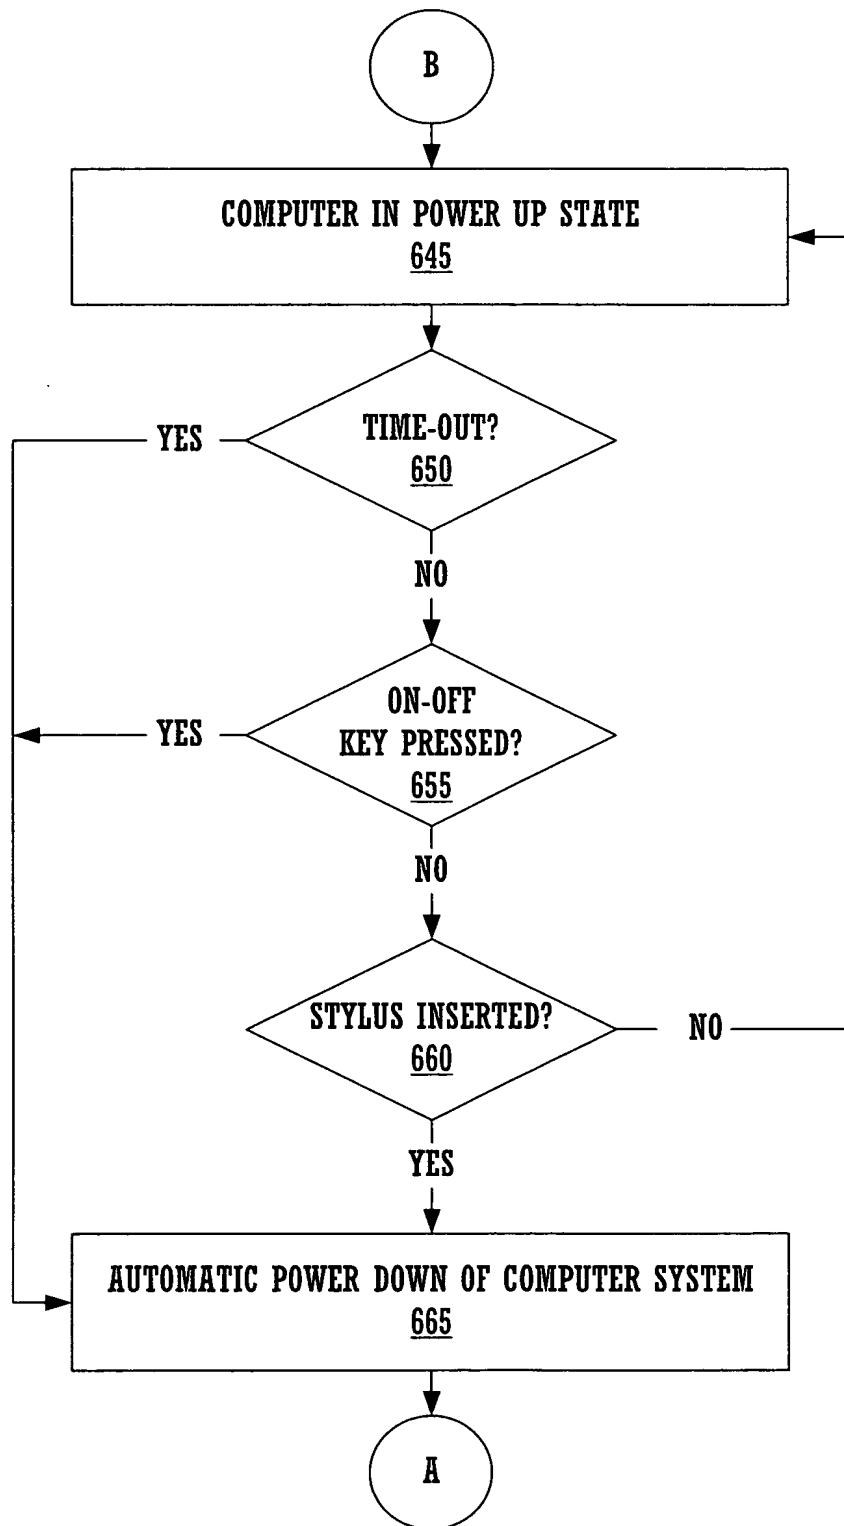 B
COMPUTER IN POWER UP STATE
645
TIME-OUT?
650
YES
NO
ON-OFF
KEY PRESSED?
655
YES
NO
STYLUS INSERTED?
660
NO
YES
AUTOMATIC POWER DOWN OF COMPUTER SYSTEM
665
A